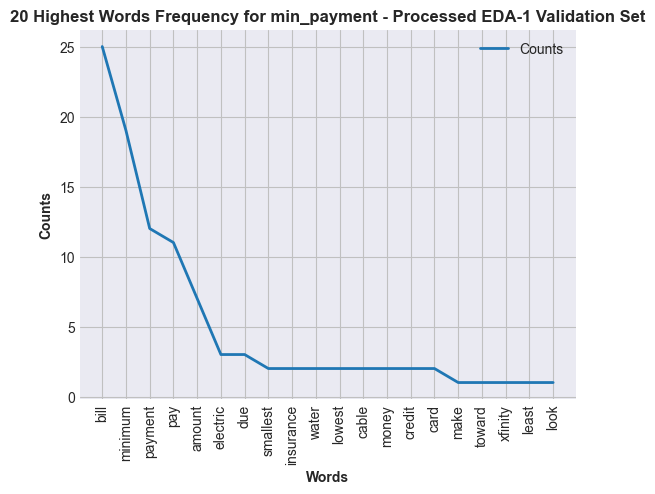 20 Highest Words Frequency for min_payment - Processed EDA-1 Validation Set
Counts
25
20
15
10
5
0
Counts
bill
minimum
payment
pay
amount
electric
due
smallest
insurance
water
lowest
cable
money
credit
card
make
toward
xfinity
least
look
Words